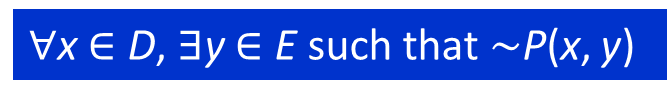 ∀x ∈ D, ∃y ∈ E such that ~P(x, y)